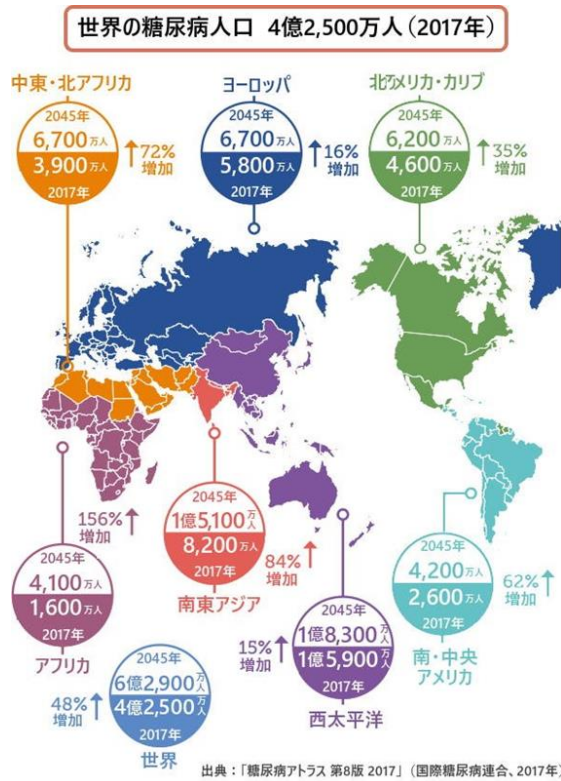 世界の糖尿病人口 4億2,500万人（2017年）
中東・北アフリカ
2045年
6,700万人
3,900万人
2017年
72%
増加
ヨーロッパ
2045年
6,700万人
5,800万人
2017年
16%
増加
北アメリカ・カリブ
2045年
6,200万人
4,600万人
2017年
35%
増加
156%
増加
2045年
4,100万人
1,600万人
2017年
アフリカ
2045年
1億5,100万人
8,200万人
2017年
84%
増加
南東アジア
15%
増加
2045年
1億8,300万人
1億5,900万人
2017年
西太平洋
2045年
4,200万人
2,600万人
2017年
62%
増加
南・中央
アメリカ
48%
増加
2045年
6億2,900万人
4億2,500万人
2017年
世界
出典：「糖尿病アトラス 第8版 2017」（国際糖尿病連合、2017年）